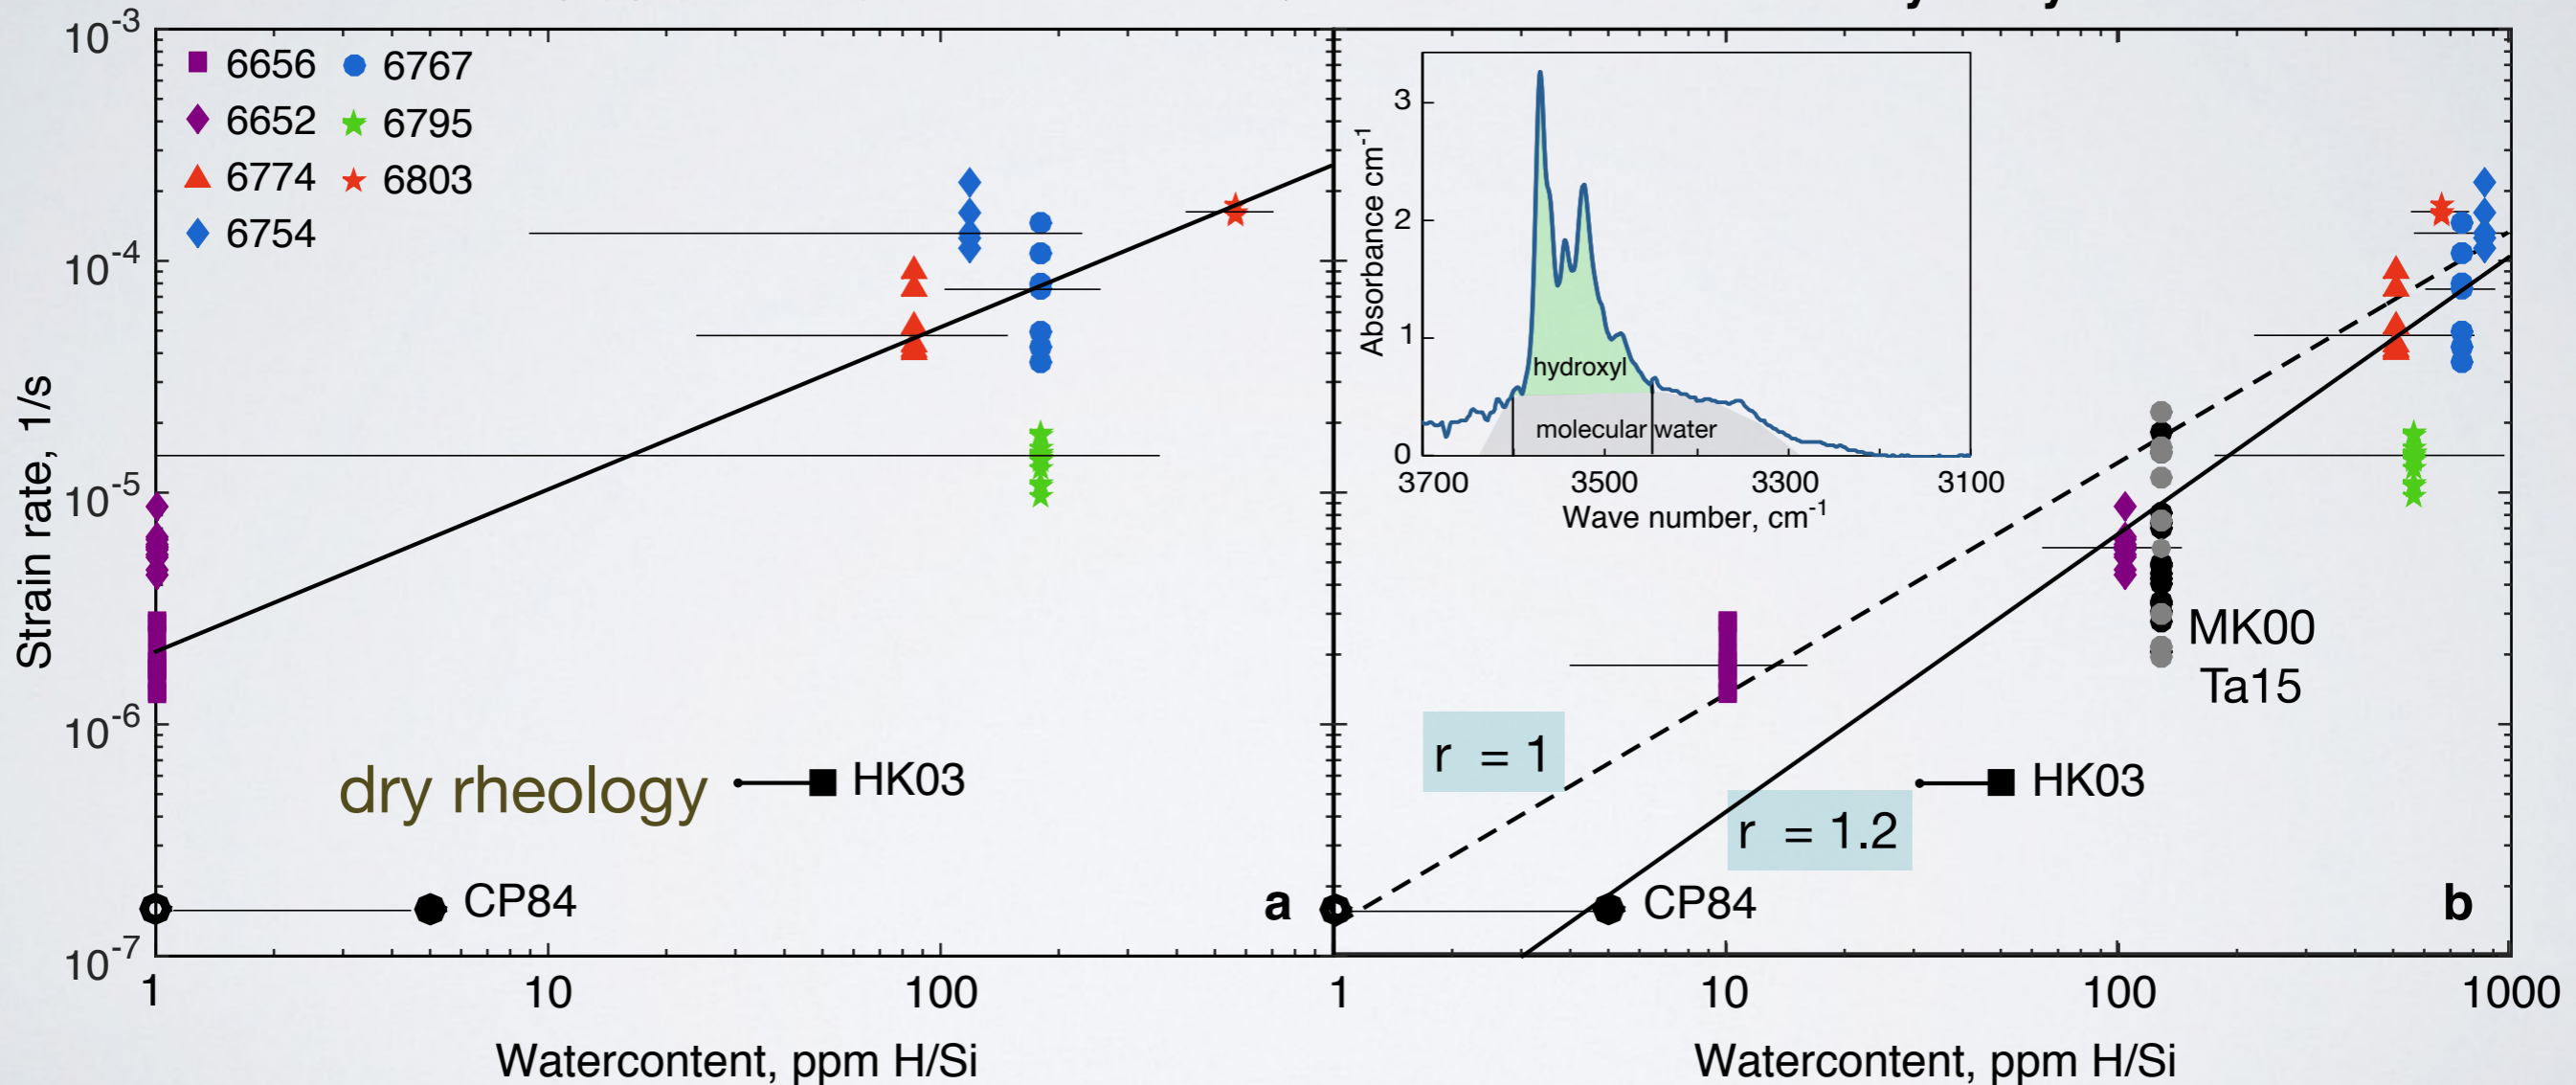 6656
6767
6652
6795
6774
6803
6754
Strain rate, 1/s
10-3
10-4
10-5
10-6
10-7
dry rheology
HK03
CP84
a
1
10
100
Watercontent, ppm H/Si
Absorbance cm-1
3
2
1
0
hydroxyl
molecular water
3700
3500
3300
3100
Wave number, cm-1
MK00
Ta15
r = 1
r = 1.2
HK03
CP84
b
1
10
100
1000
Watercontent, ppm H/Si